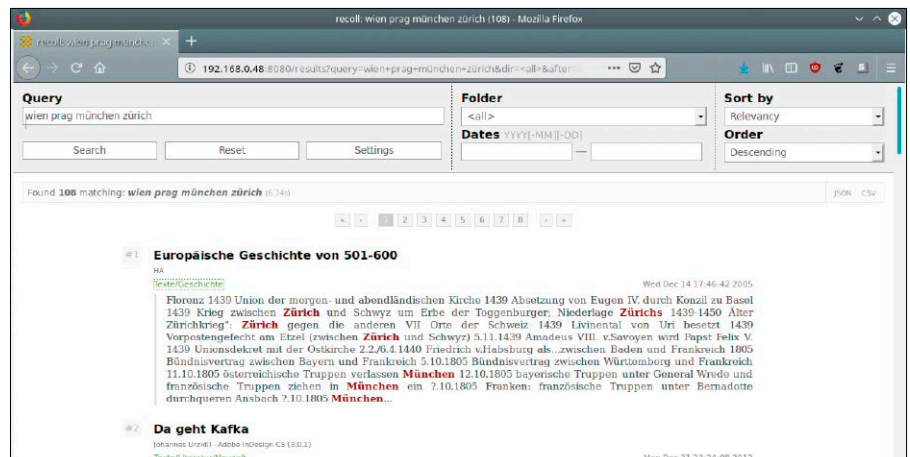 recoll: wien prag münchen zürich (108) - Mozilla Firefox
recoll: wien prag münche
192.168.0.48:8080/results?query=wien+prag+münchen+zürich&dir=<all>&after
Query
Folder
Sort by
wien prag münchen zürich
<all>
Relevancy
Dates YYYY[-MM][-DD]
Order
Search
Reset
Settings
—
Descending
Found 108 matching: wien prag münchen zürich (6.74s)
JSON CSV
« ‹ 1 2 3 4 5 6 7 8 › »
#1 Europäische Geschichte von 501-600
HA
Texte/Geschichte
Wed Dec 14 17:46:42 2005
Florenz 1439 Union der morgen- und abendländischen Kirche 1439 Absetzung von Eugen IV. durch Konzil zu Basel
1439 Krieg zwischen Zürich und Schwyz um Erbe der Toggenburger; Niederlage Zürichs 1439-1450 Alter
Zürichkrieg": Zürich gegen die anderen VII Orte der Schweiz 1439 Livinental von Uri besetzt 1439
Vorpostengefecht am Etzel (zwischen Zürich und Schwyz) 5.11.1439 Amadeus VIII. v.Savoyen wird Papst Felix V.
1439 Unionsdekret mit der Ostkirche 2.2./6.4.1440 Friedrich v.Habsburg als...zwischen Baden und Frankreich 1805
Bündnisvertrag zwischen Bayern und Frankreich 5.10.1805 Bündnisvertrag zwischen Württemberg und Frankreich
11.10.1805 österreichische Truppen verlassen München 12.10.1805 bayerische Truppen unter General Wrede und
französische Truppen ziehen in München ein ?.10.1805 Franken: französische Truppen unter Bernadotte
durchqueren Ansbach ?.10.1805 München...
#2 Da geht Kafka
Johannes Urzidil - Adobe InDesign CS (3.0.1)